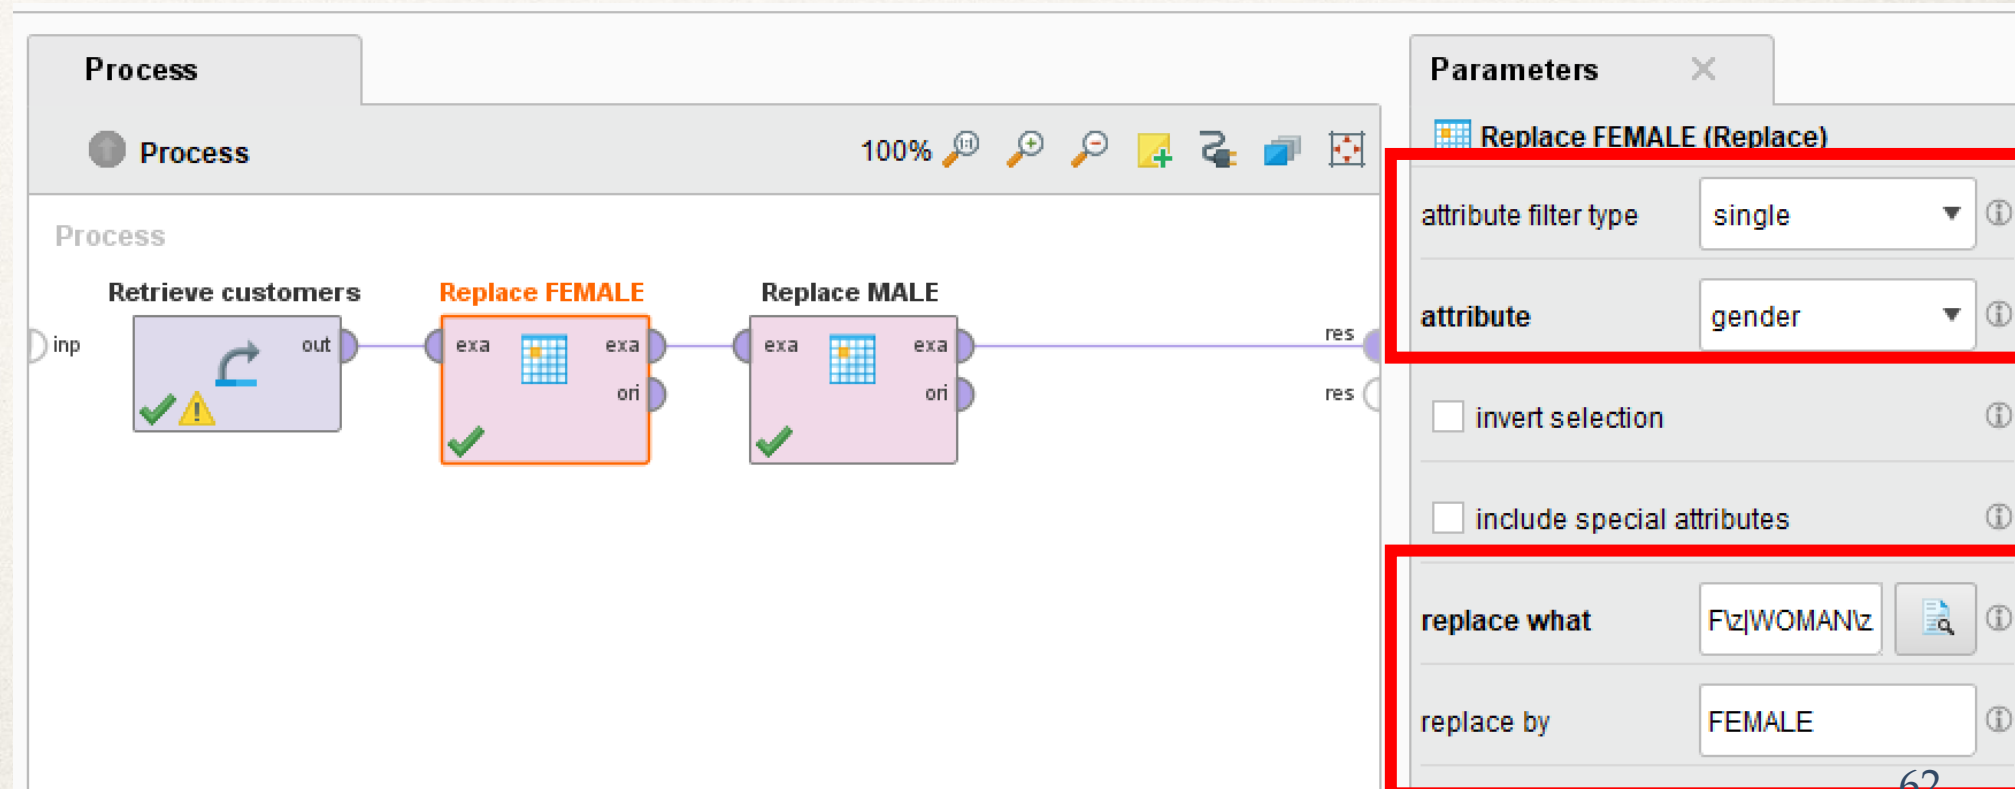 Process
Process
100%
Process
Retrieve customers
Replace FEMALE
Replace MALE
inp
out
exa
exa
ori
exa
exa
ori
res
res
Parameters
Replace FEMALE (Replace)
attribute filter type
single
attribute
gender
invert selection
include special attributes
replace what
F\z|WOMAN\z
replace by
FEMALE
62